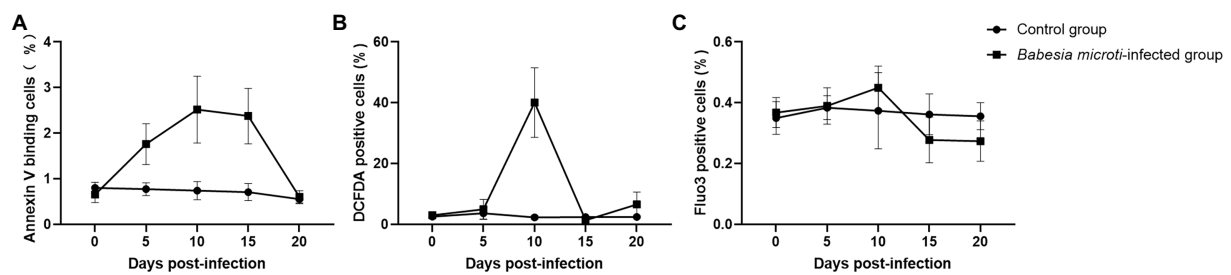 A
Annexin V binding cells ( %)
4
3
2
1
0
0 5 10 15 20
Days post-infection
B
DCFDA positive cells (%)
60
40
20
0
0 5 10 15 20
Days post-infection
C
Fluo3 positive cells (%)
0.6
0.4
0.2
0.0
0 5 10 15 20
Days post-infection
Control group
Babesia microti-infected group